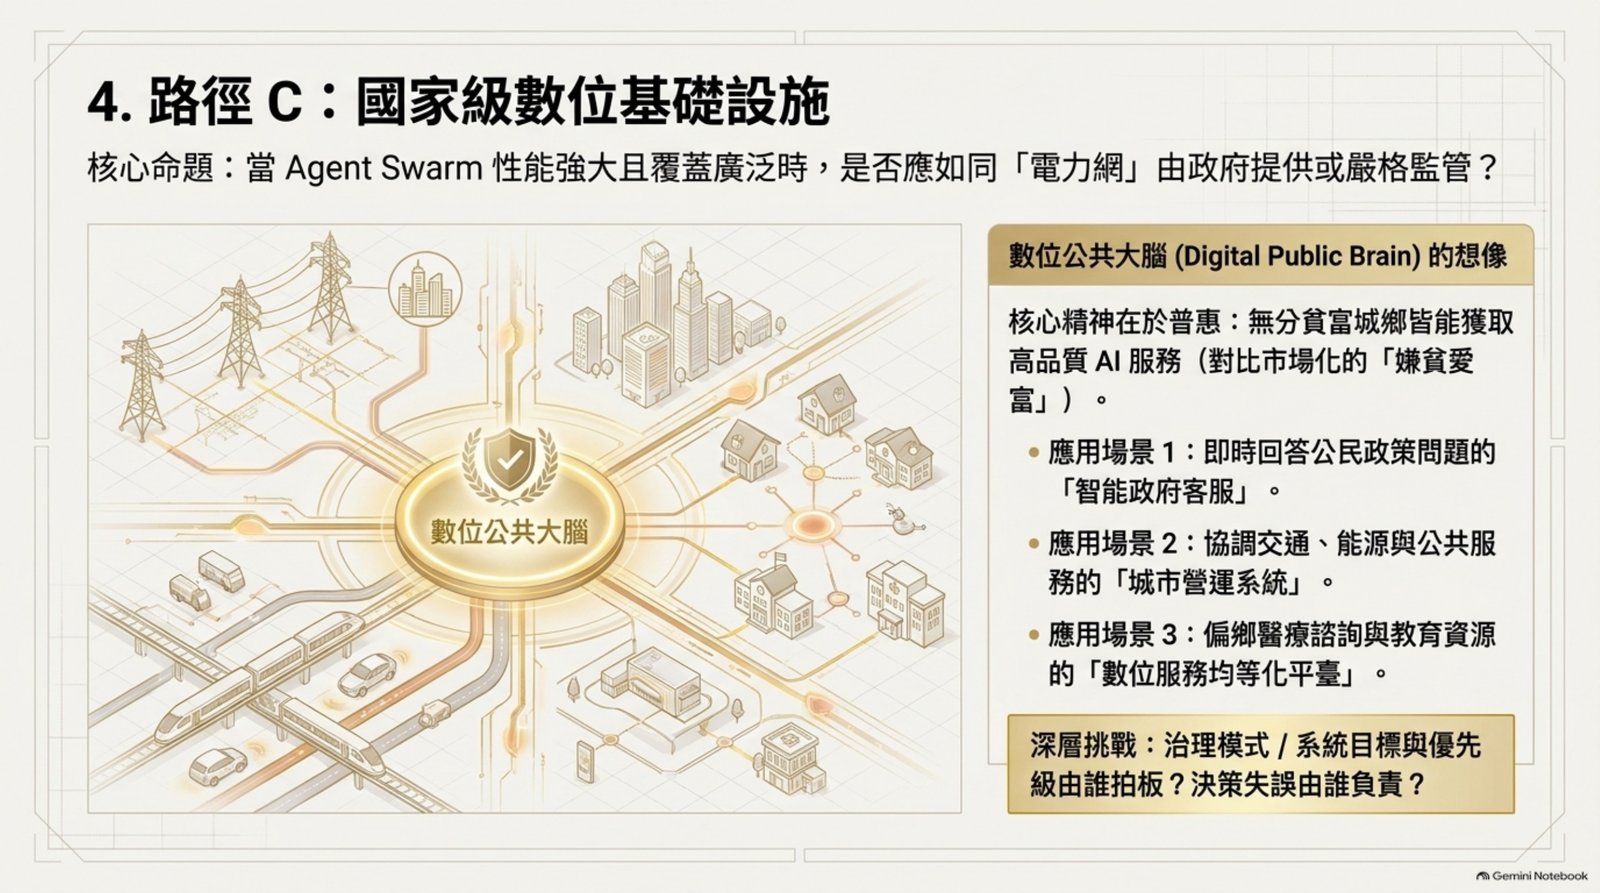 4. 路徑 C：國家級數位基礎設施
核心命題：當 Agent Swarm 性能強大且覆蓋廣泛時，是否應如同「電力網」由政府提供或嚴格監管？
數位公共大腦
數位公共大腦 (Digital Public Brain) 的想像
核心精神在於普惠：無分貧富城鄉皆能獲取
高品質 AI 服務（對比市場化的「嫌貧愛
富」）。
• 應用場景 1：即時回答公民政策問題的
「智能政府客服」。
• 應用場景 2：協調交通、能源與公共服
務的「城市營運系統」。
• 應用場景 3：偏鄉醫療諮詢與教育資源
的「數位服務均等化平臺」。
深層挑戰：治理模式 / 系統目標與優先
級由誰拍板？決策失誤由誰負責？
Gemini Notebook